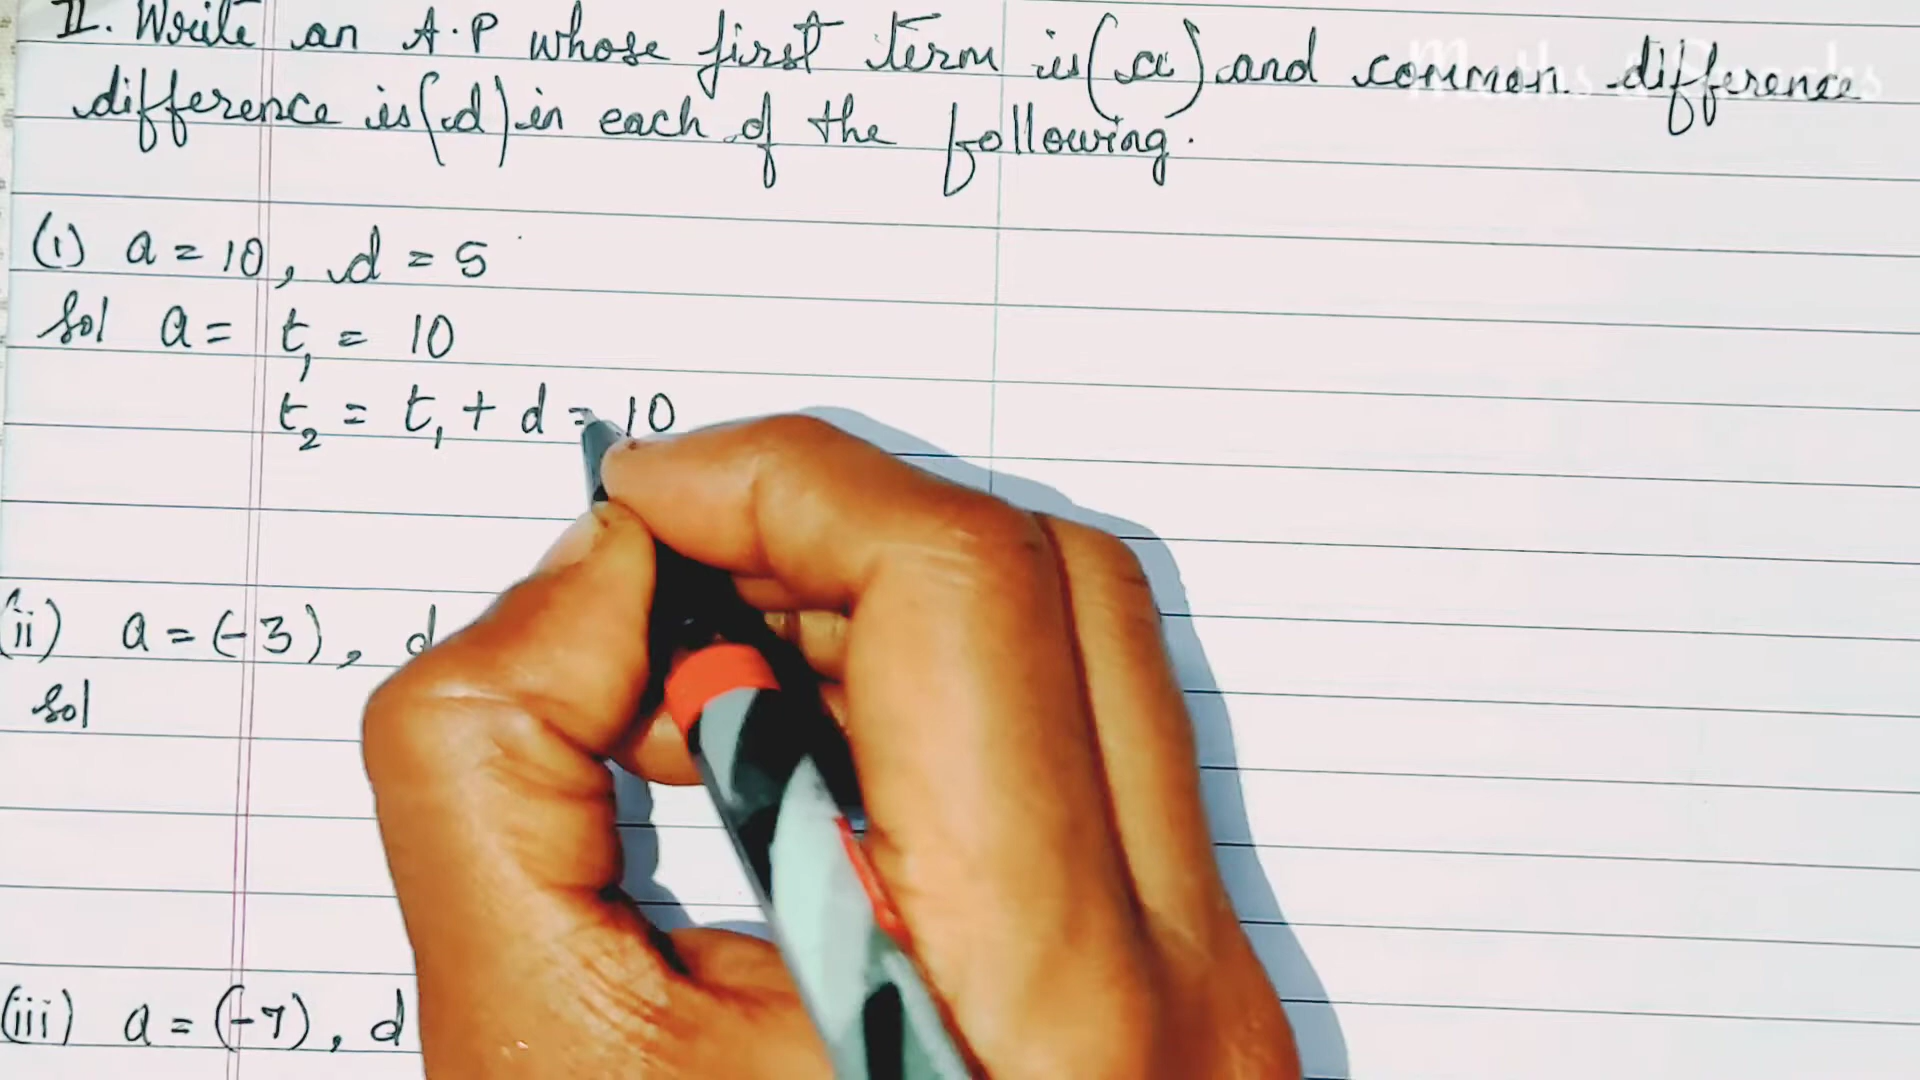 II. Write an A.P whose first term is (a) and common difference
difference is (d) in each of the following.
(i) a = 10, d = 5
Sol a = t₁ = 10
t₂ = t₁ + d = 10
(ii) a = (-3), d
Sol
(iii) a = (-7), d